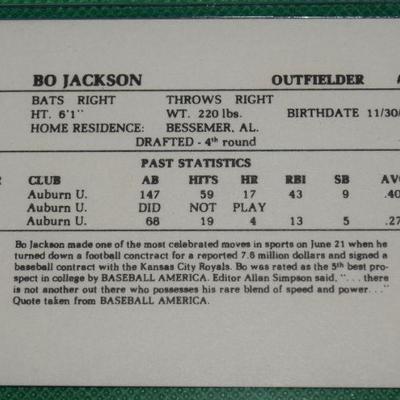 BO JACKSON OUTFIELDER
BATS RIGHT THROWS RIGHT
HT. 6'1" WT. 220 lbs. BIRTHDATE 11/30/
HOME RESIDENCE: BESSEMER, AL.
DRAFTED - 4th round
PAST STATISTICS
CLUB AB HITS HR RBI SB AVG
Auburn U. 147 59 17 43 9 .40
Auburn U. DID NOT PLAY
Auburn U. 68 19 4 13 5 .27
Bo Jackson made one of the most celebrated moves in sports on June 21 when he
turned down a football conctract for a reported 7.6 million dollars and signed a
baseball contract with the Kansas City Royals. Bo was rated as the 5th best pro-
spect in college by BASEBALL AMERICA. Editor Allan Simpson said, ". . . there
is not another out there who possesses his rare blend of speed and power. . ."
Quote taken from BASEBALL AMERICA.